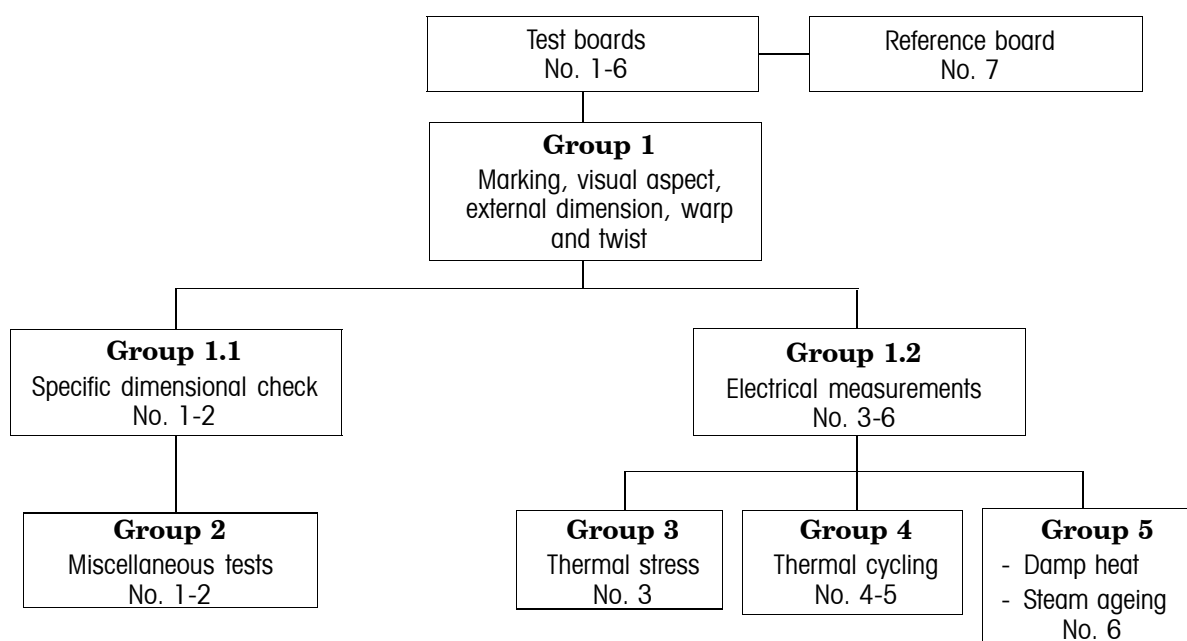 Test boards
No. 1-6
Reference board
No. 7
Group 1
Marking, visual aspect,
external dimension, warp
and twist
Group 1.1
Specific dimensional check
No. 1-2
Group 1.2
Electrical measurements
No. 3-6
Group 2
Miscellaneous tests
No. 1-2
Group 3
Thermal stress
No. 3
Group 4
Thermal cycling
No. 4-5
Group 5
- Damp heat
- Steam ageing
No. 6